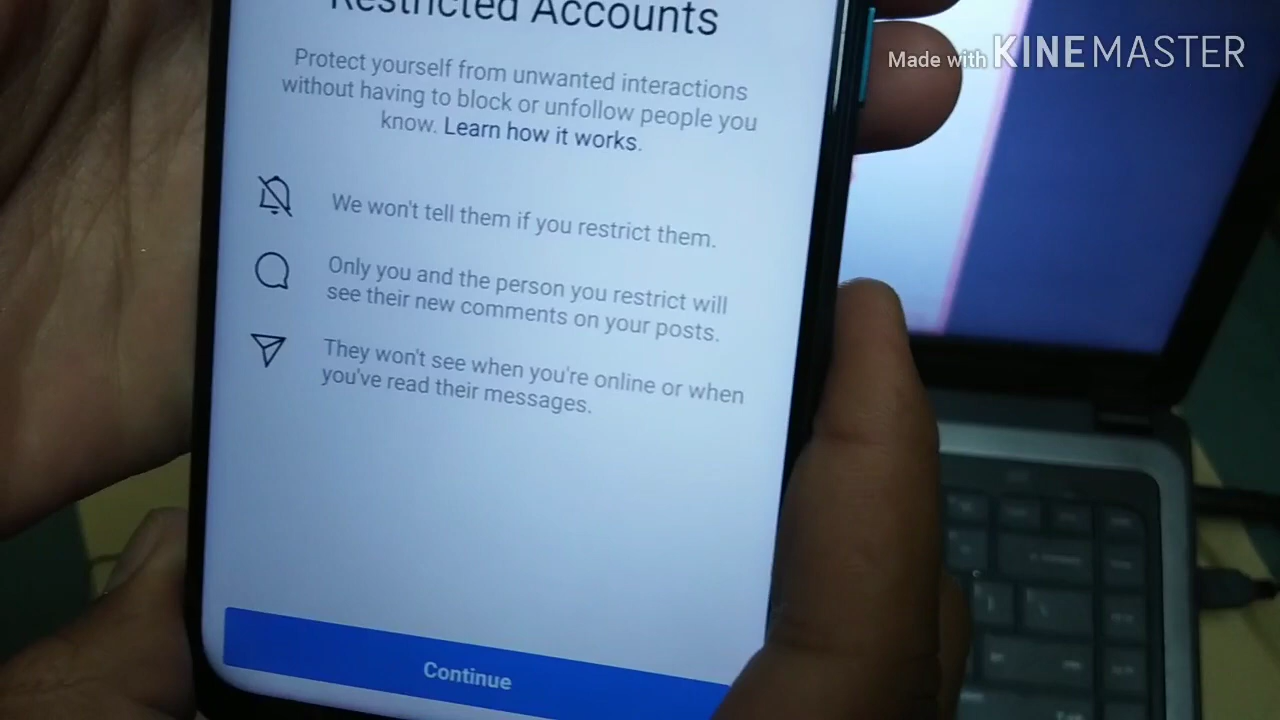 Restricted Accounts
Made with KINEMASTER
Protect yourself from unwanted interactions
without having to block or unfollow people you
know. Learn how it works.
We won't tell them if you restrict them.
Only you and the person you restrict will
see their new comments on your posts.
They won't see when you're online or when
you've read their messages.
Continue